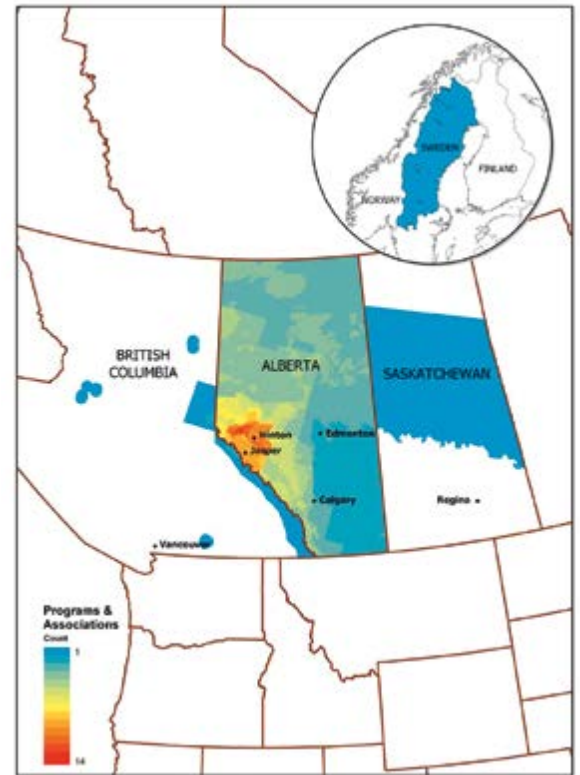 SWEDEN
FINLAND
NORWAY
BRITISH
COLUMBIA
ALBERTA
SASKATCHEWAN
Hinton
Edmonton
Jasper
Calgary
Regina
Vancouver
Programs &
Associations
Count
1
14